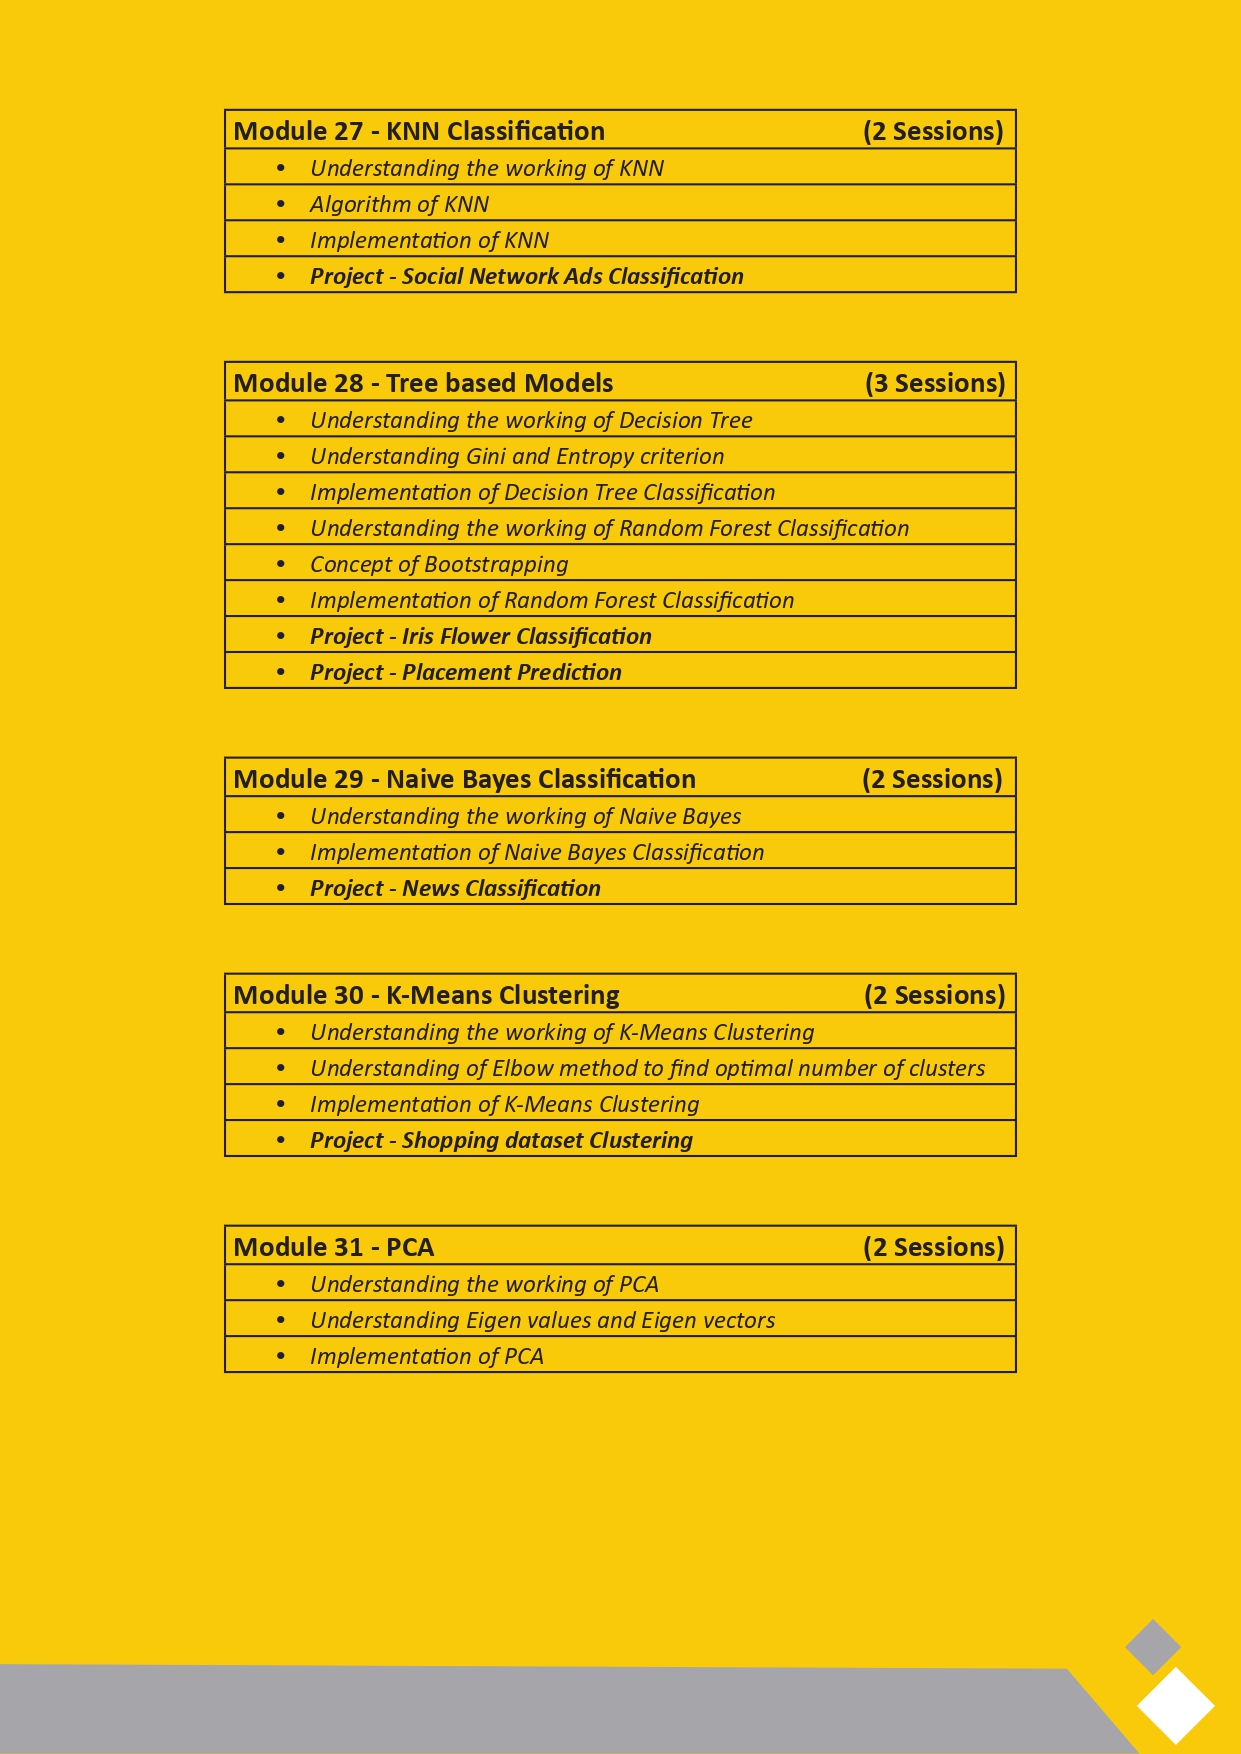 Module 27 - KNN Classification (2 Sessions)
• Understanding the working of KNN
• Algorithm of KNN
• Implementation of KNN
• Project - Social Network Ads Classification
Module 28 - Tree based Models (3 Sessions)
• Understanding the working of Decision Tree
• Understanding Gini and Entropy criterion
• Implementation of Decision Tree Classification
• Understanding the working of Random Forest Classification
• Concept of Bootstrapping
• Implementation of Random Forest Classification
• Project - Iris Flower Classification
• Project - Placement Prediction
Module 29 - Naive Bayes Classification (2 Sessions)
• Understanding the working of Naive Bayes
• Implementation of Naive Bayes Classification
• Project - News Classification
Module 30 - K-Means Clustering (2 Sessions)
• Understanding the working of K-Means Clustering
• Understanding of Elbow method to find optimal number of clusters
• Implementation of K-Means Clustering
• Project - Shopping dataset Clustering
Module 31 - PCA (2 Sessions)
• Understanding the working of PCA
• Understanding Eigen values and Eigen vectors
• Implementation of PCA